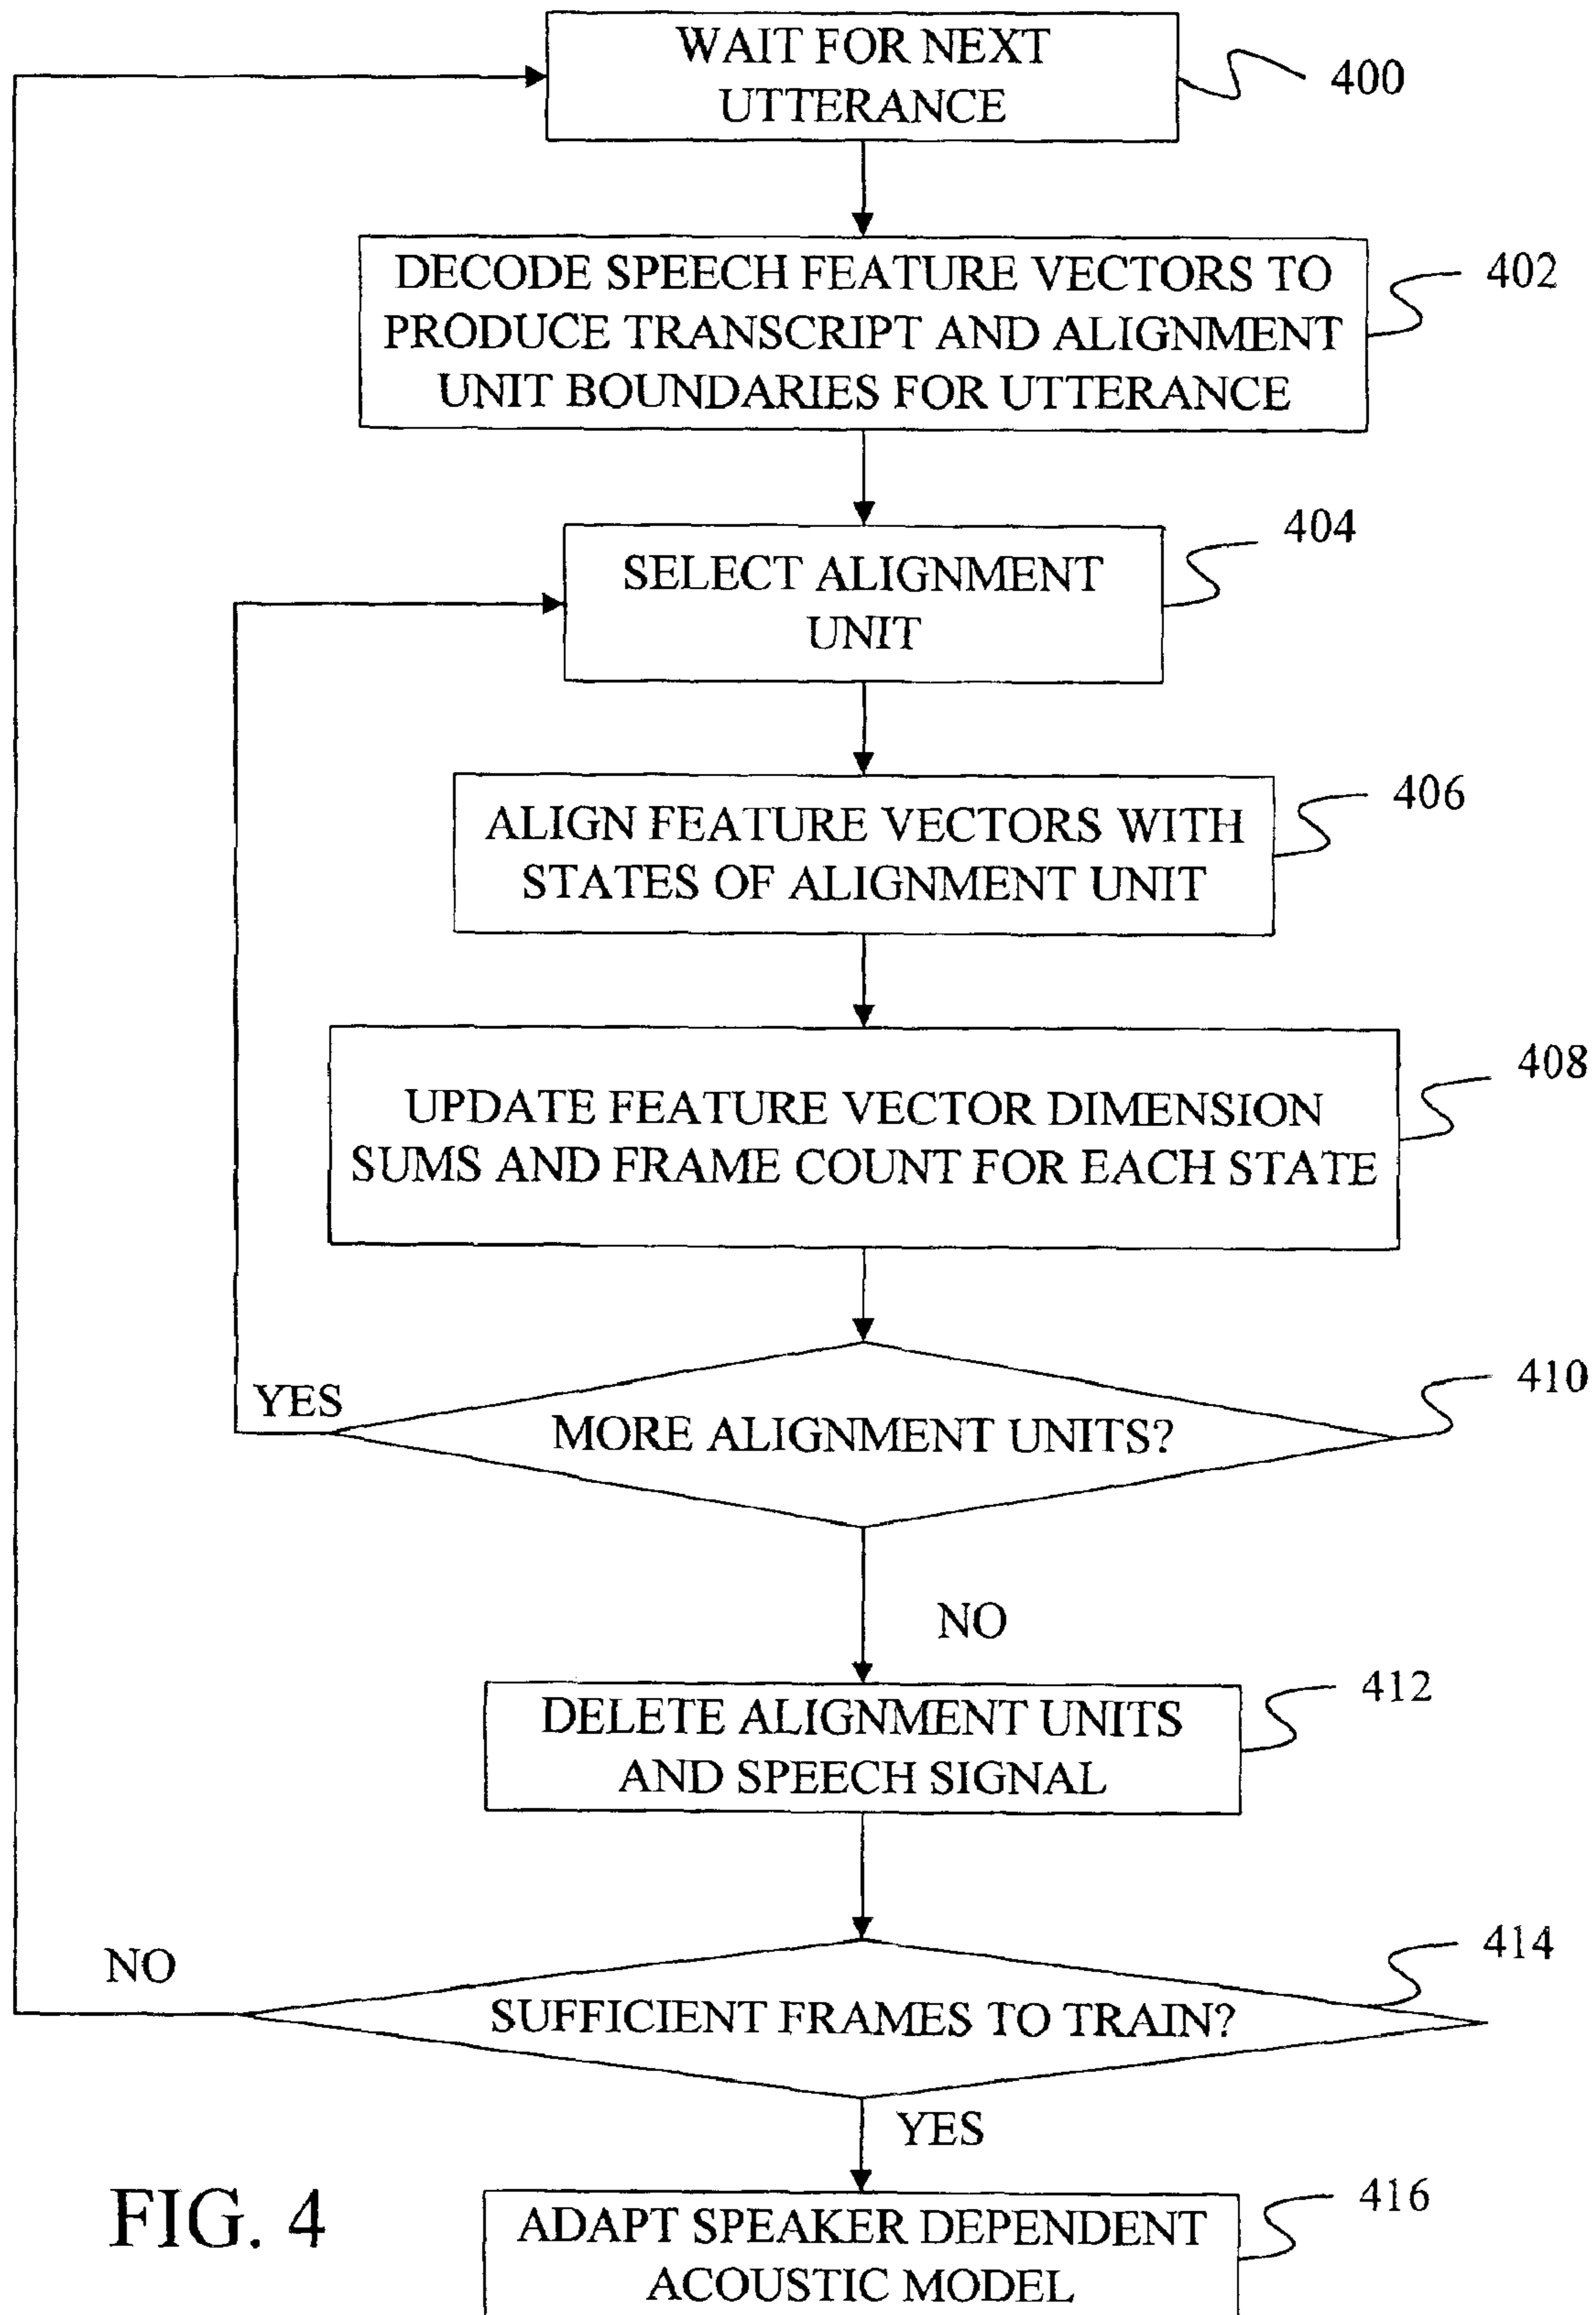 WAIT FOR NEXT
UTTERANCE
400
DECODE SPEECH FEATURE VECTORS TO
PRODUCE TRANSCRIPT AND ALIGNMENT
UNIT BOUNDARIES FOR UTTERANCE
402
SELECT ALIGNMENT
UNIT
404
ALIGN FEATURE VECTORS WITH
STATES OF ALIGNMENT UNIT
406
UPDATE FEATURE VECTOR DIMENSION
SUMS AND FRAME COUNT FOR EACH STATE
408
YES
MORE ALIGNMENT UNITS?
410
NO
DELETE ALIGNMENT UNITS
AND SPEECH SIGNAL
412
NO
SUFFICIENT FRAMES TO TRAIN?
414
YES
ADAPT SPEAKER DEPENDENT
ACOUSTIC MODEL
416
FIG. 4